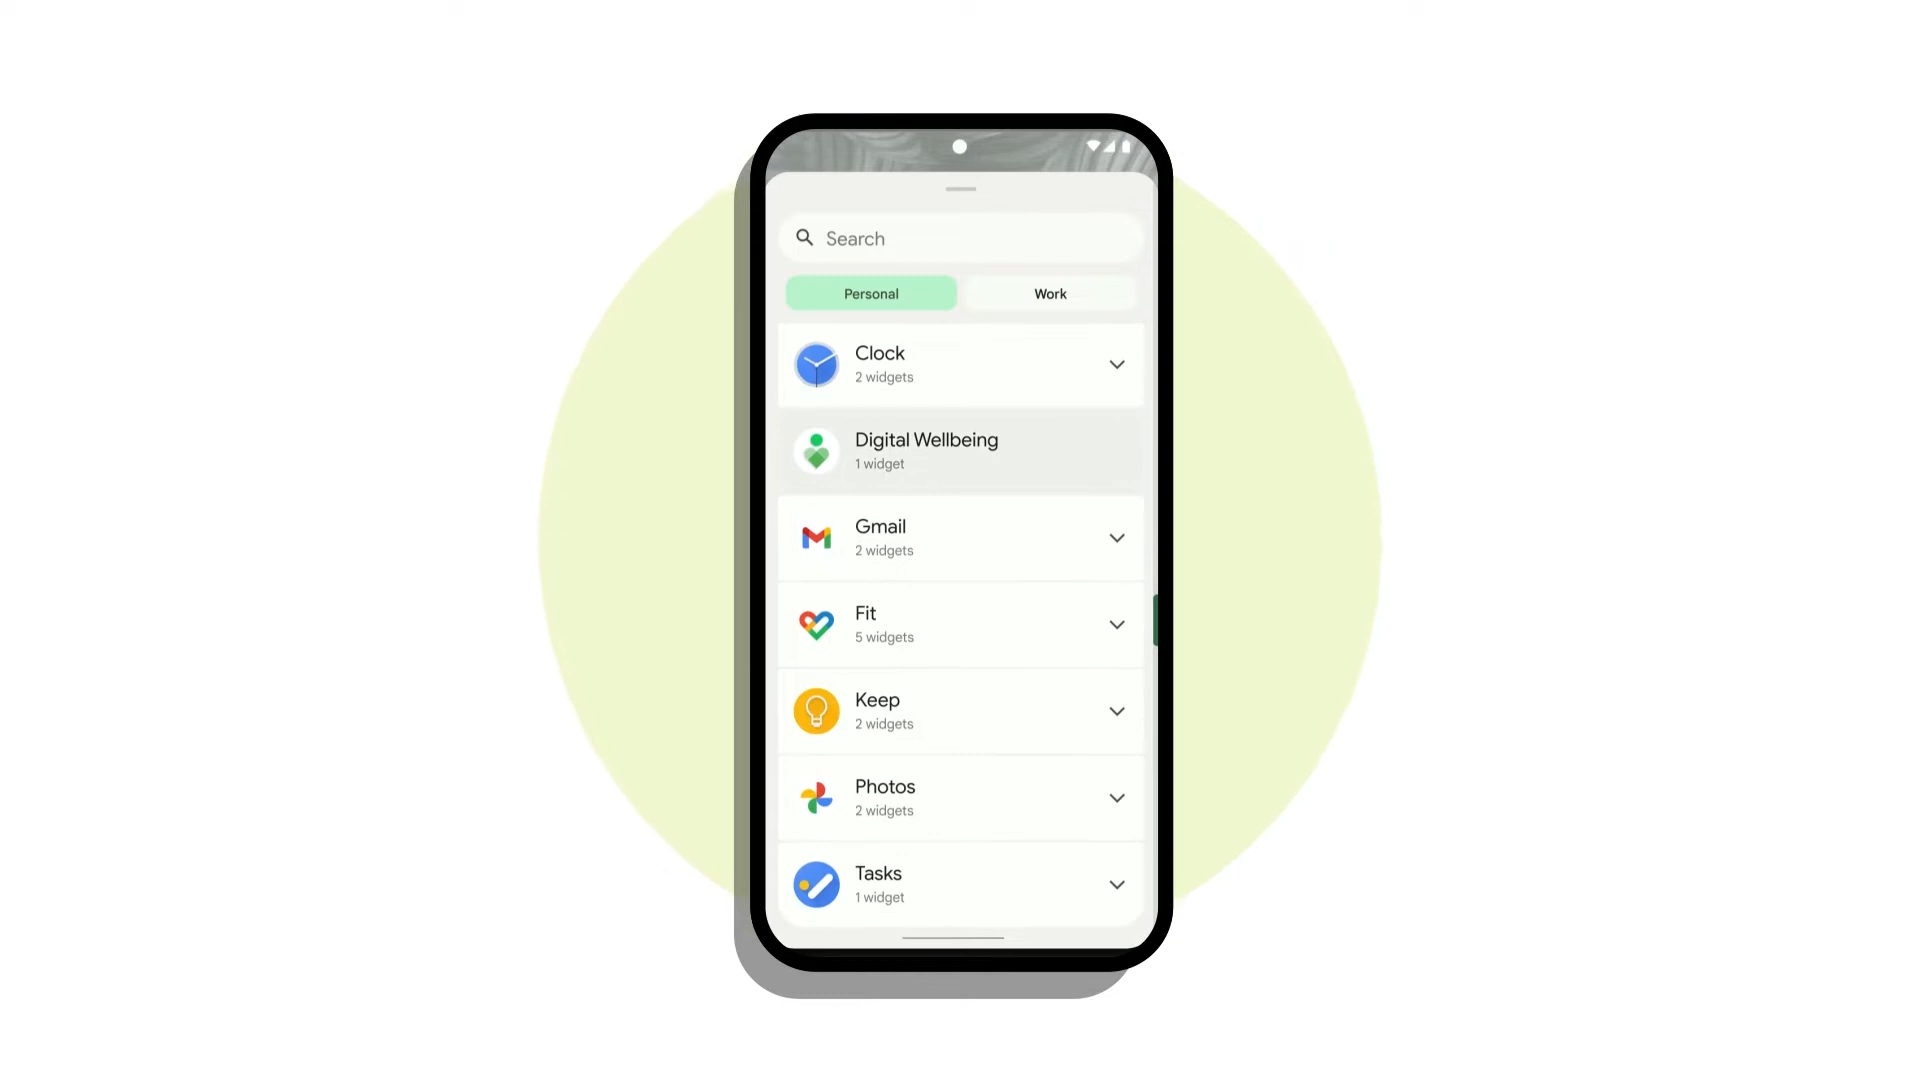 Search
Personal
Work
Clock
2 widgets
Digital Wellbeing
1 widget
Gmail
2 widgets
Fit
5 widgets
Keep
2 widgets
Photos
2 widgets
Tasks
1 widget